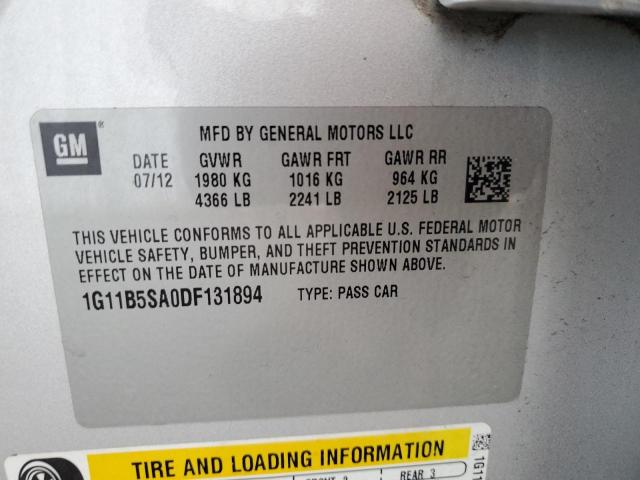 GM®
MFD BY GENERAL MOTORS LLC
DATE GVWR GAWR FRT GAWR RR
07/12 1980 KG 1016 KG 964 KG
4366 LB 2241 LB 2125 LB
THIS VEHICLE CONFORMS TO ALL APPLICABLE U.S. FEDERAL MOTOR
VEHICLE SAFETY, BUMPER, AND THEFT PREVENTION STANDARDS IN
EFFECT ON THE DATE OF MANUFACTURE SHOWN ABOVE.
1G11B5SA0DF131894 TYPE: PASS CAR
TIRE AND LOADING INFORMATION
REAR 3